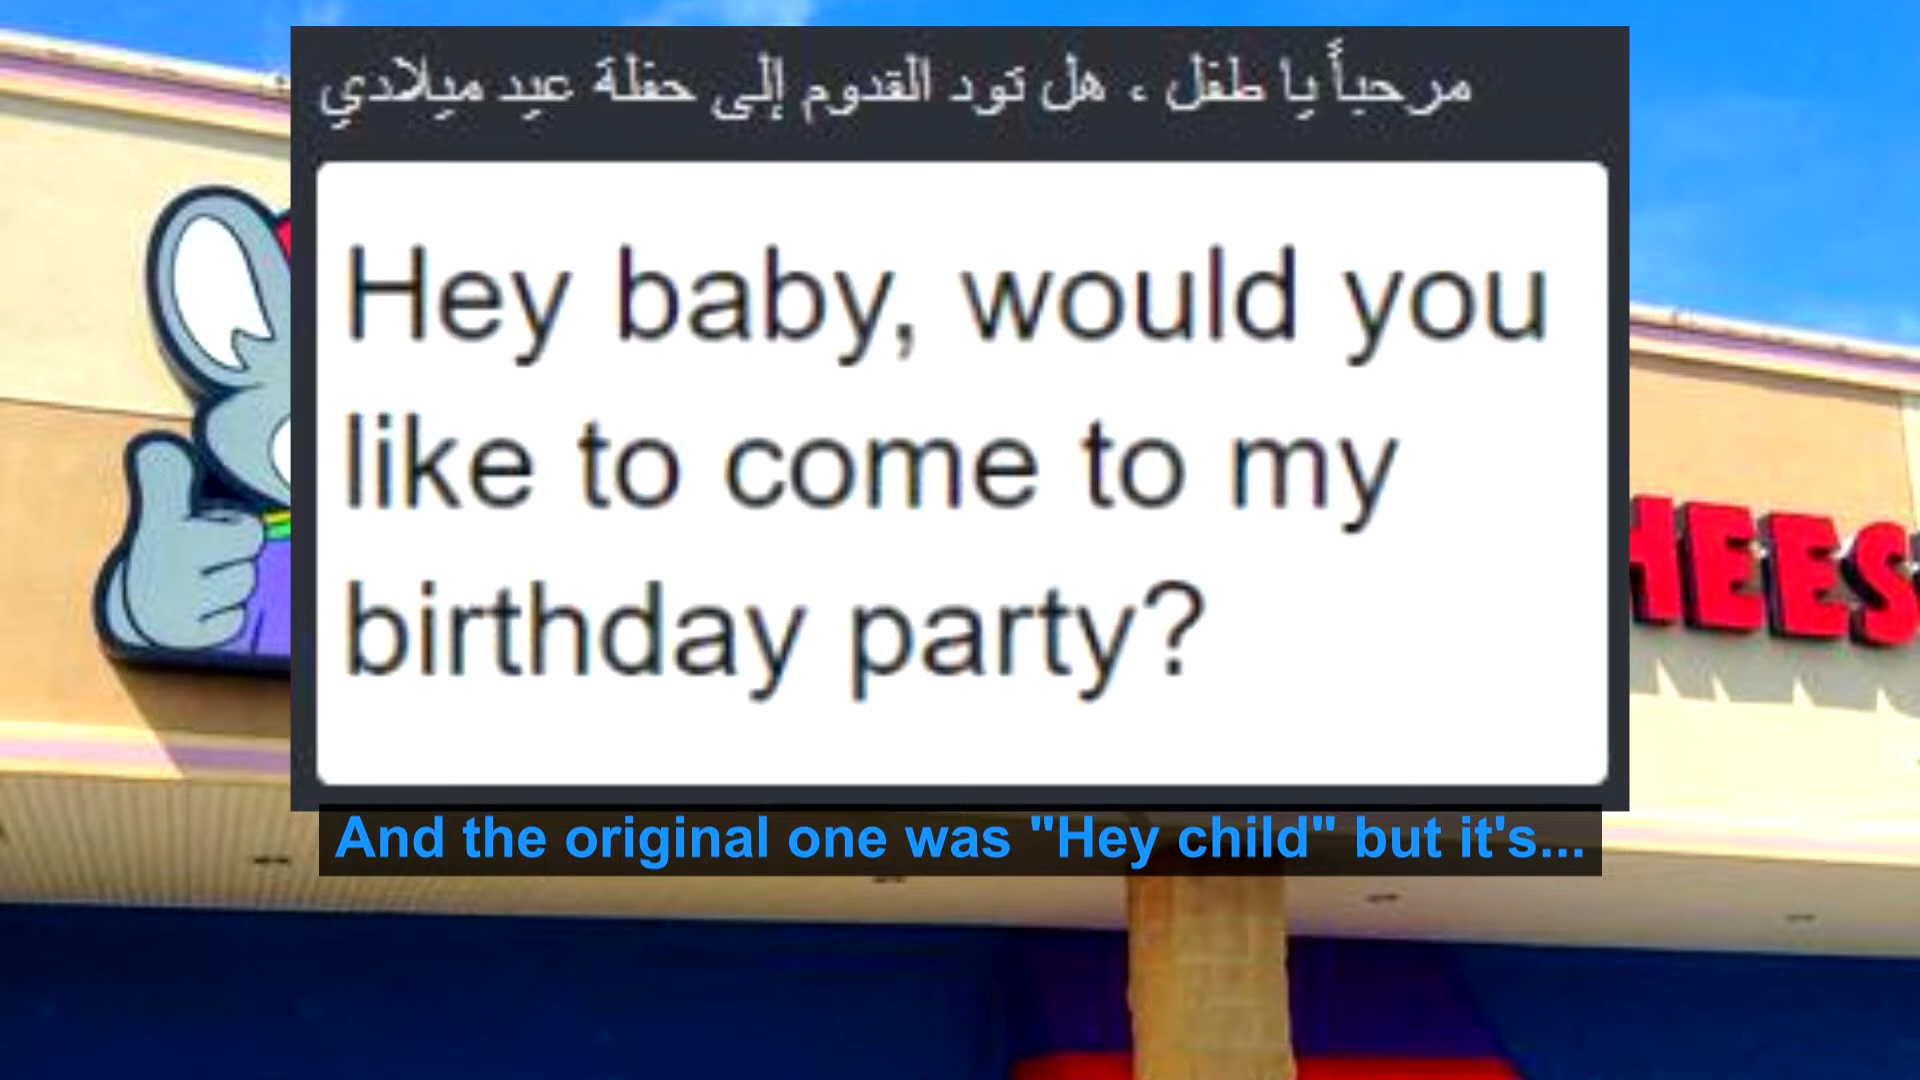 مرحباً يا طفل ، هل تود القدوم إلى حفلة عيد ميلادي
Hey baby, would you
like to come to my
birthday party?
HEES
And the original one was "Hey child" but it's...